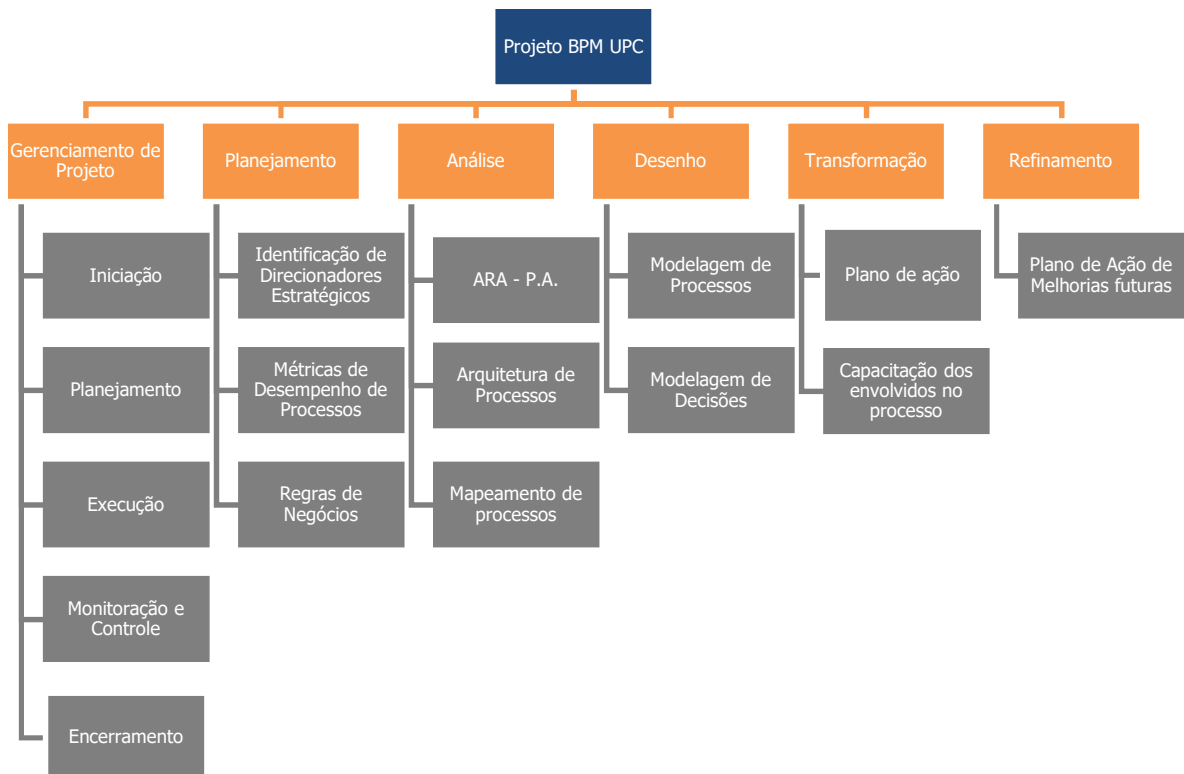 Projeto BPM UPC
Gerenciamento de
Projeto
Planejamento
Análise
Desenho
Transformação
Refinamento
Iniciação
Planejamento
Execução
Monitoração e
Controle
Encerramento
Identificação de
Direcionadores
Estratégicos
Métricas de
Desempenho de
Processos
Regras de
Negócios
ARA - P.A.
Arquitetura de
Processos
Mapeamento de
processos
Modelagem de
Processos
Modelagem de
Decisões
Plano de ação
Capacitação dos
envolvidos no
processo
Plano de Ação de
Melhorias futuras